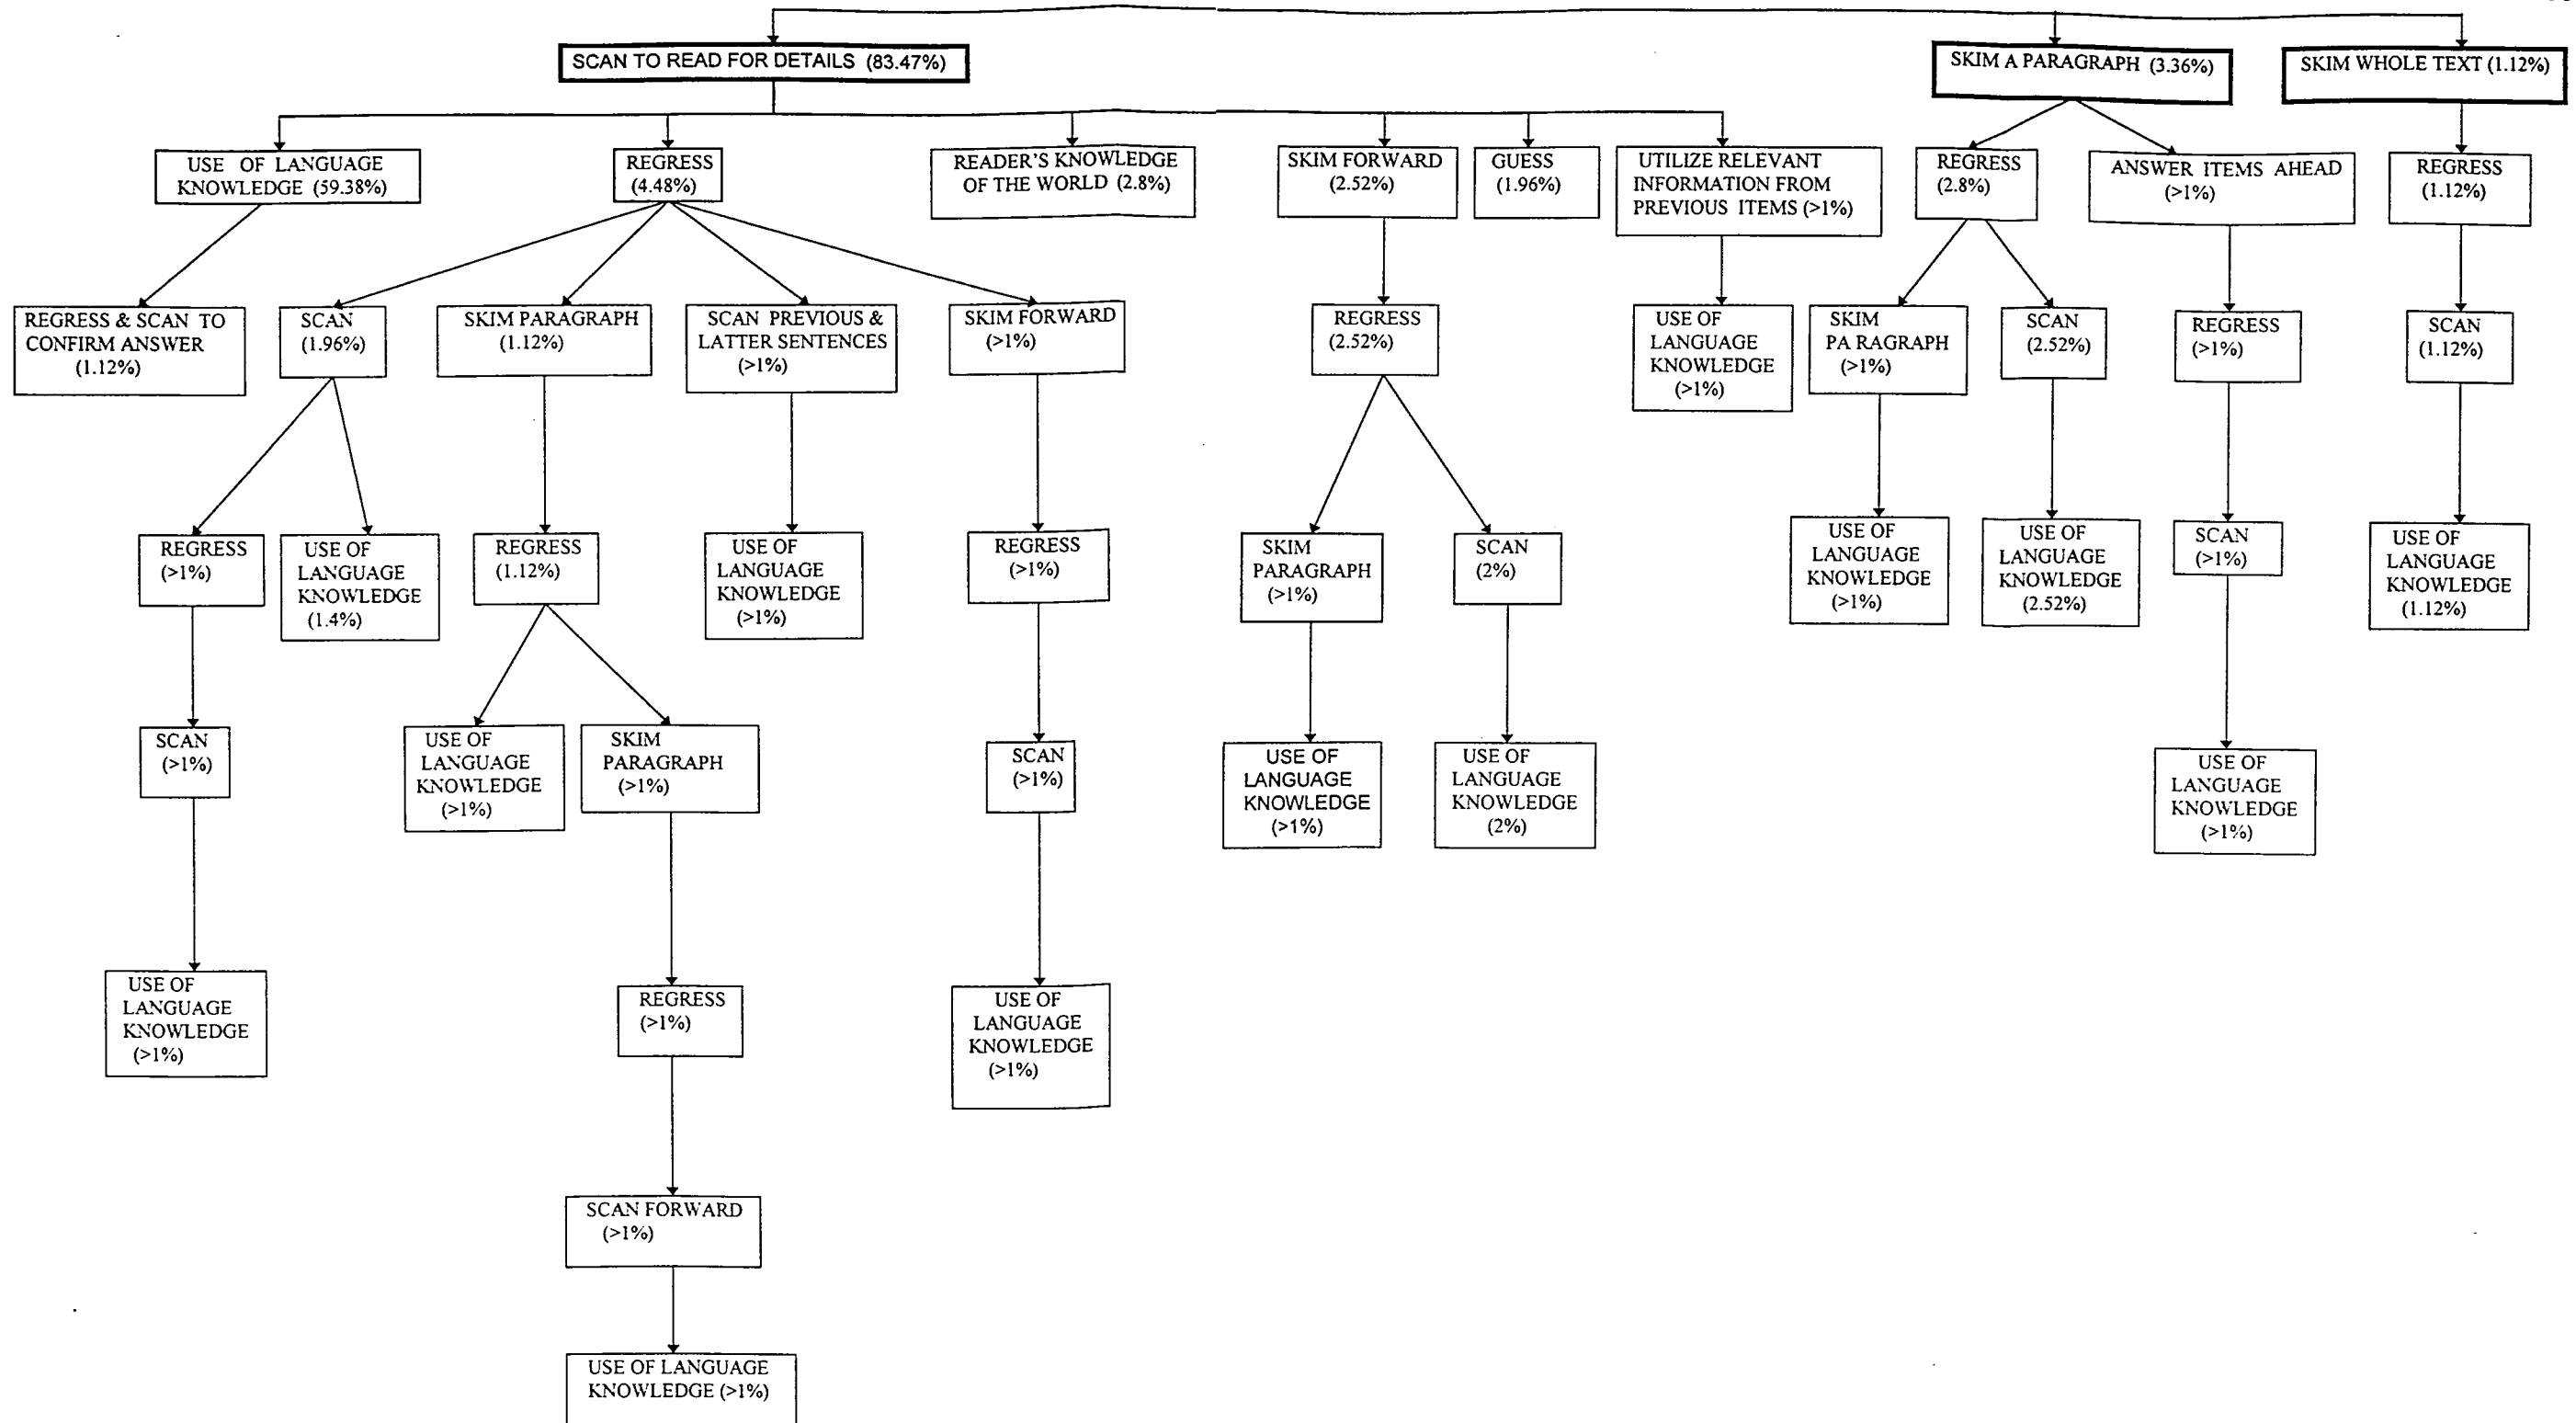 SCAN TO READ FOR DETAILS (83.47%)
SKIM A PARAGRAPH (3.36%)
SKIM WHOLE TEXT (1.12%)
USE OF LANGUAGE
KNOWLEDGE (59.38%)
REGRESS
(4.48%)
READER'S KNOWLEDGE
OF THE WORLD (2.8%)
SKIM FORWARD
(2.52%)
GUESS
(1.96%)
UTILIZE RELEVANT
INFORMATION FROM
PREVIOUS ITEMS (>1%)
REGRESS
(2.8%)
ANSWER ITEMS AHEAD
(>1%)
REGRESS
(1.12%)
REGRESS & SCAN TO
CONFIRM ANSWER
(1.12%)
SCAN
(1.96%)
SKIM PARAGRAPH
(1.12%)
SCAN PREVIOUS &
LATTER SENTENCES
(>1%)
SKIM FORWARD
(>1%)
REGRESS
(2.52%)
USE OF
LANGUAGE
KNOWLEDGE
(>1%)
SKIM
PA RAGRAPH
(>1%)
SCAN
(2.52%)
REGRESS
(>1%)
SCAN
(1.12%)
REGRESS
(>1%)
USE OF
LANGUAGE
KNOWLEDGE
(1.4%)
REGRESS
(1.12%)
USE OF
LANGUAGE
KNOWLEDGE
(>1%)
REGRESS
(>1%)
SKIM
PARAGRAPH
(>1%)
SCAN
(2%)
USE OF
LANGUAGE
KNOWLEDGE
(>1%)
USE OF
LANGUAGE
KNOWLEDGE
(2.52%)
SCAN
(>1%)
USE OF
LANGUAGE
KNOWLEDGE
(1.12%)
SCAN
(>1%)
USE OF
LANGUAGE
KNOWLEDGE
(>1%)
SKIM
PARAGRAPH
(>1%)
SCAN
(>1%)
USE OF
LANGUAGE
KNOWLEDGE
(>1%)
USE OF
LANGUAGE
KNOWLEDGE
(2%)
USE OF
LANGUAGE
KNOWLEDGE
(>1%)
USE OF
LANGUAGE
KNOWLEDGE
(>1%)
REGRESS
(>1%)
USE OF
LANGUAGE
KNOWLEDGE
(>1%)
SCAN FORWARD
(>1%)
USE OF LANGUAGE
KNOWLEDGE (>1%)